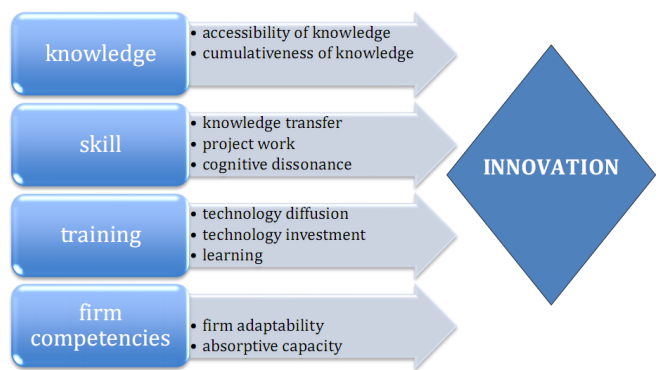 knowledge
• accessibility of knowledge
• cumulativeness of knowledge
skill
• knowledge transfer
• project work
• cognitive dissonance
training
• technology diffusion
• technology investment
• learning
firm
competencies
• firm adaptability
• absorptive capacity
INNOVATION